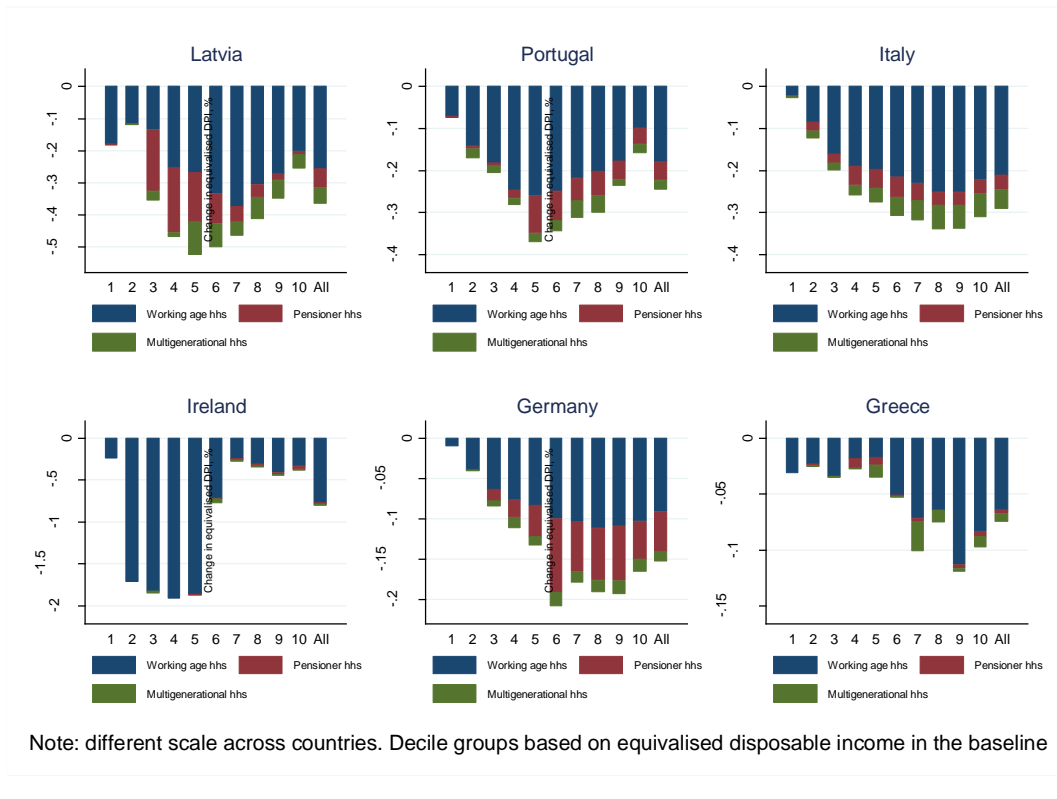 Latvia
0
-.1
-.2
-.3
-.4
-.5
Change in equivalised DPI, %
1 2 3 4 5 6 7 8 9 10 All
Working age hhs Pensioner hhs
Multigenerational hhs
Portugal
0
-.1
-.2
-.3
-.4
Change in equivalised DPI, %
1 2 3 4 5 6 7 8 9 10 All
Working age hhs Pensioner hhs
Multigenerational hhs
Italy
0
-.1
-.2
-.3
-.4
1 2 3 4 5 6 7 8 9 10 All
Working age hhs Pensioner hhs
Multigenerational hhs
Ireland
0
-.5
-1
-1.5
-2
Change in equivalised DPI, %
1 2 3 4 5 6 7 8 9 10 All
Working age hhs Pensioner hhs
Multigenerational hhs
Germany
0
-.05
-.1
-.15
-.2
Change in equivalised DPI, %
1 2 3 4 5 6 7 8 9 10 All
Working age hhs Pensioner hhs
Multigenerational hhs
Greece
0
-.05
-.1
-.15
1 2 3 4 5 6 7 8 9 10 All
Working age hhs Pensioner hhs
Multigenerational hhs
Note: different scale across countries. Decile groups based on equivalised disposable income in the baseline